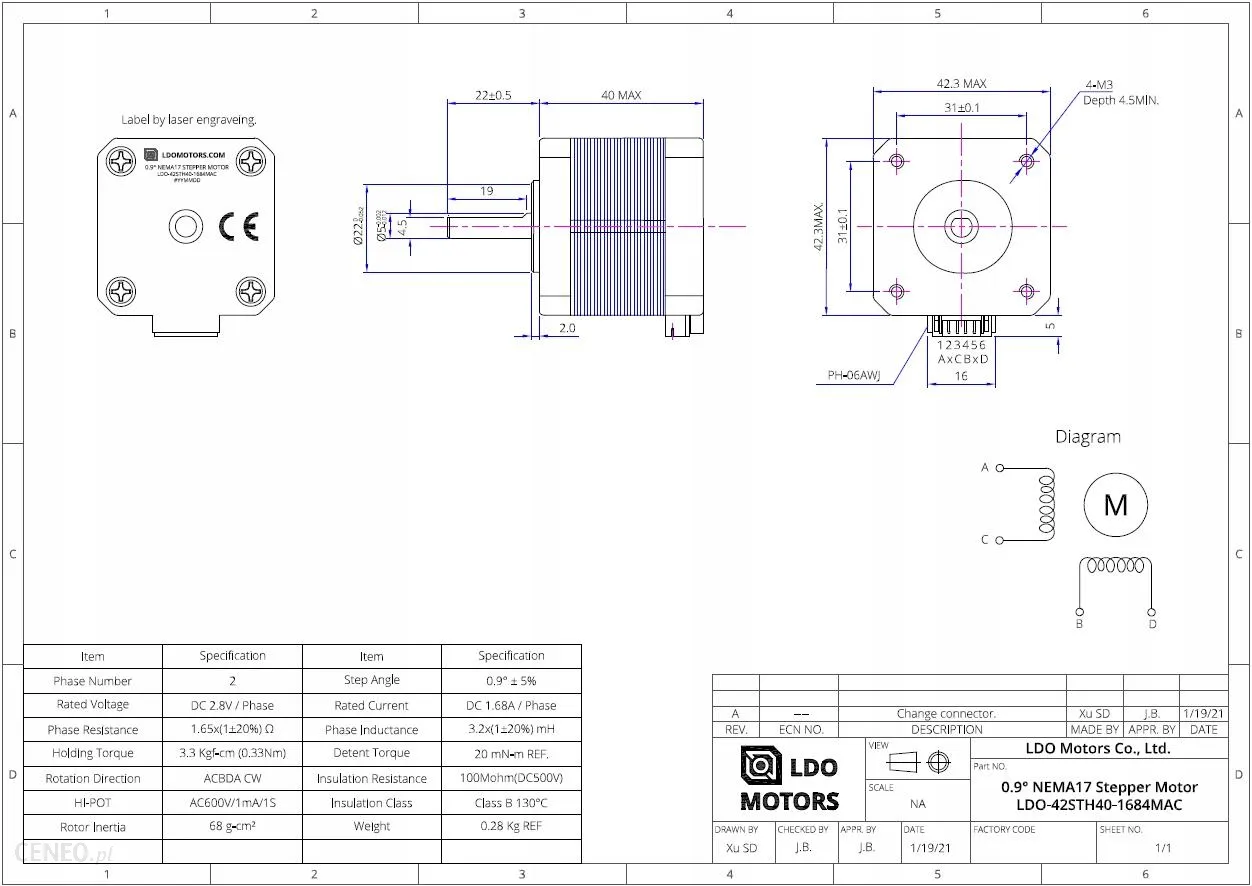 1 2 3 4 5 6
A
B
C
D
A
B
C
D
Label by laser engraveing.
LDOMOTORS.COM
0.9° NEMA17 STEPPER MOTOR
LDO-42STH40-1684MAC
#YYMMDD
CE
22±0.5
40 MAX
19
Ø22 0 -0.052
Ø5
4.5
2.0
42.3 MAX
31±0.1
4-M3
Depth 4.5MIN.
42.3MAX.
31±0.1
5
1 2 3 4 5 6
A x C B x D
PH-06AWJ
16
Diagram
A
C
M
B
D
Item Specification Item Specification
Phase Number 2 Step Angle 0.9° ± 5%
Rated Voltage DC 2.8V / Phase Rated Current DC 1.68A / Phase
Phase Resistance 1.65x(1±20%) Ω Phase Inductance 3.2x(1±20%) mH
Holding Torque 3.3 Kgf-cm (0.33Nm) Detent Torque 20 mN-m REF.
Rotation Direction ACBDA CW Insulation Resistance 100Mohm(DC500V)
HI-POT AC600V/1mA/1S Insulation Class Class B 130°C
Rotor Inertia 68 g-cm² Weight 0.28 Kg REF
A -- Change connector. Xu SD J.B. 1/19/21
REV. ECN NO. DESCRIPTION MADE BY APPR. BY DATE
LDO
MOTORS
VIEW
SCALE
NA
LDO Motors Co., Ltd.
Part NO.
0.9° NEMA17 Stepper Motor
LDO-42STH40-1684MAC
DRAWN BY CHECKED BY APPR. BY DATE FACTORY CODE SHEET NO.
Xu SD J.B. J.B. 1/19/21 1/1
CENEO.pl
1 2 3 4 5 6